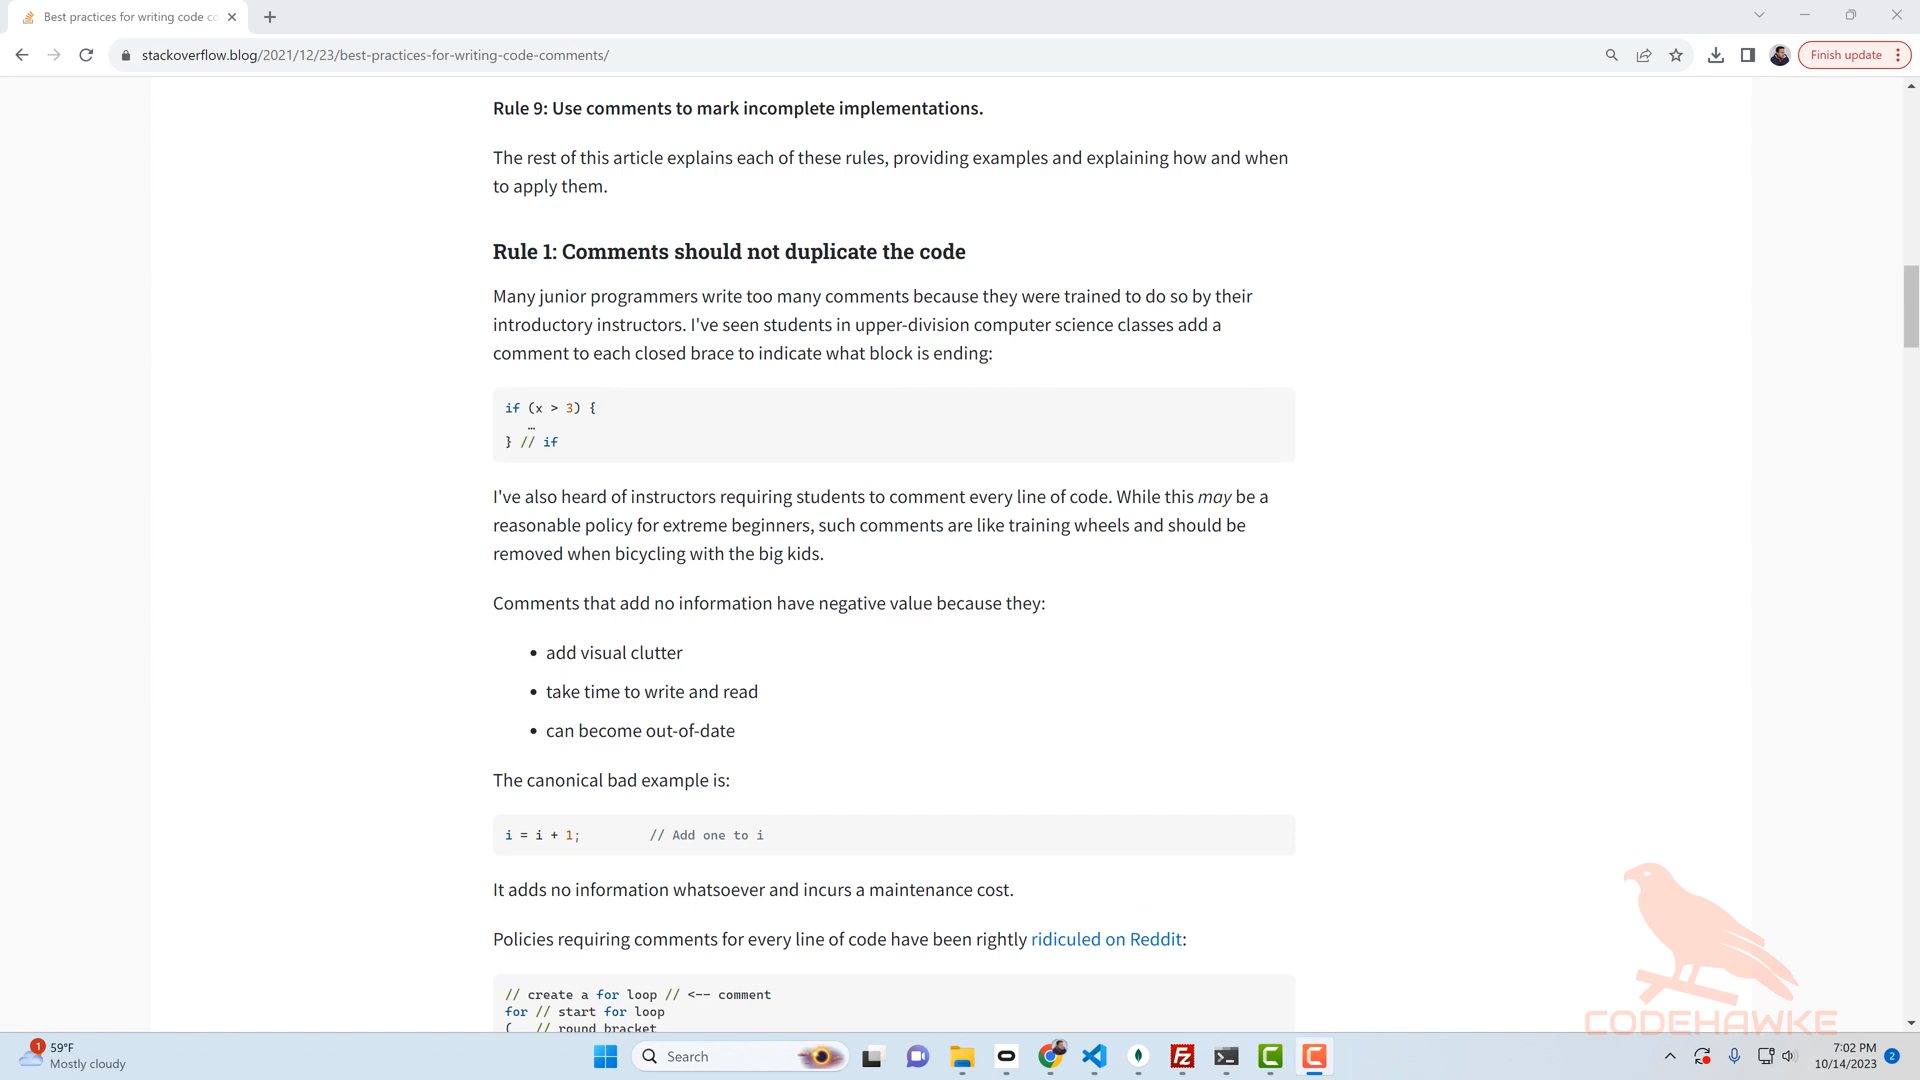 Best practices for writing code co
stackoverflow.blog/2021/12/23/best-practices-for-writing-code-comments/
Finish update
Rule 9: Use comments to mark incomplete implementations.
The rest of this article explains each of these rules, providing examples and explaining how and when
to apply them.
Rule 1: Comments should not duplicate the code
Many junior programmers write too many comments because they were trained to do so by their
introductory instructors. I've seen students in upper-division computer science classes add a
comment to each closed brace to indicate what block is ending:
if (x > 3) {
…
} // if
I've also heard of instructors requiring students to comment every line of code. While this may be a
reasonable policy for extreme beginners, such comments are like training wheels and should be
removed when bicycling with the big kids.
Comments that add no information have negative value because they:
• add visual clutter
• take time to write and read
• can become out-of-date
The canonical bad example is:
i = i + 1; // Add one to i
It adds no information whatsoever and incurs a maintenance cost.
Policies requiring comments for every line of code have been rightly ridiculed on Reddit:
// create a for loop // <-- comment
for // start for loop
( // round bracket
CODEHAWKE
1
59°F
Mostly cloudy
Search
Fz
7:02 PM
10/14/2023
2